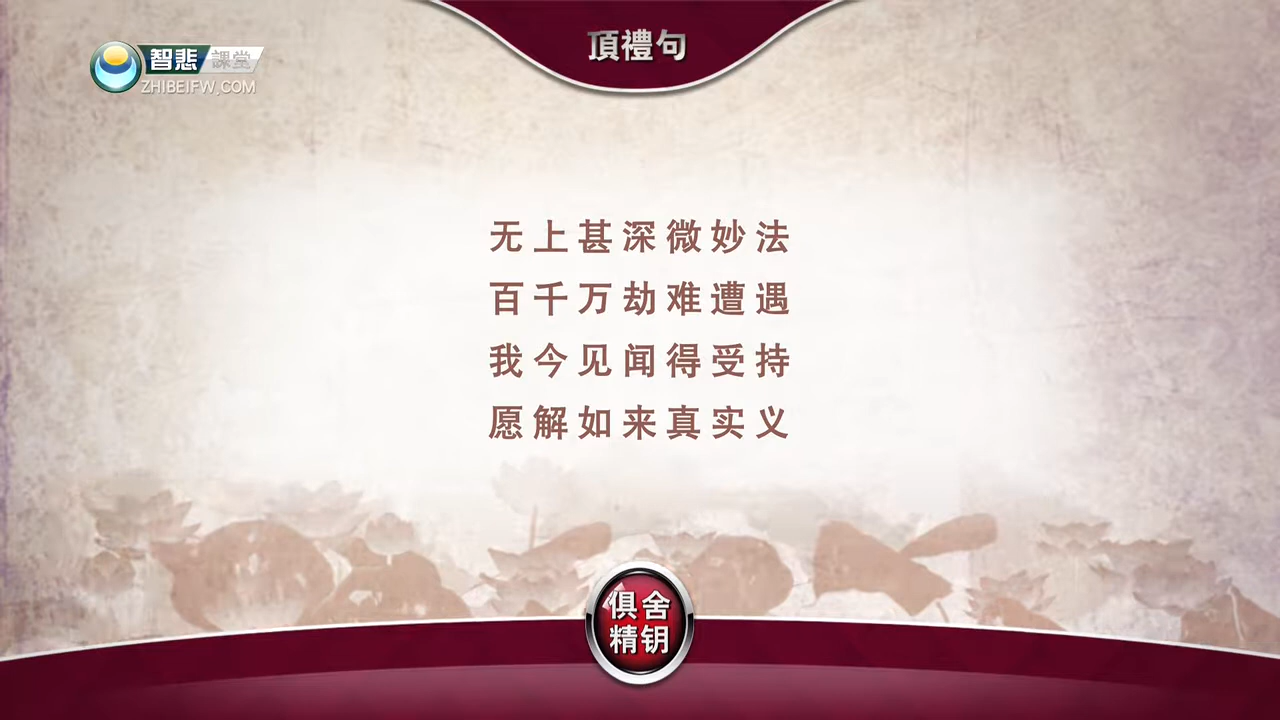 頂禮句
智悲課堂
ZHIBEIFW.COM
无上甚深微妙法
百千万劫难遭遇
我今见闻得受持
愿解如来真实义
俱舍
精钥